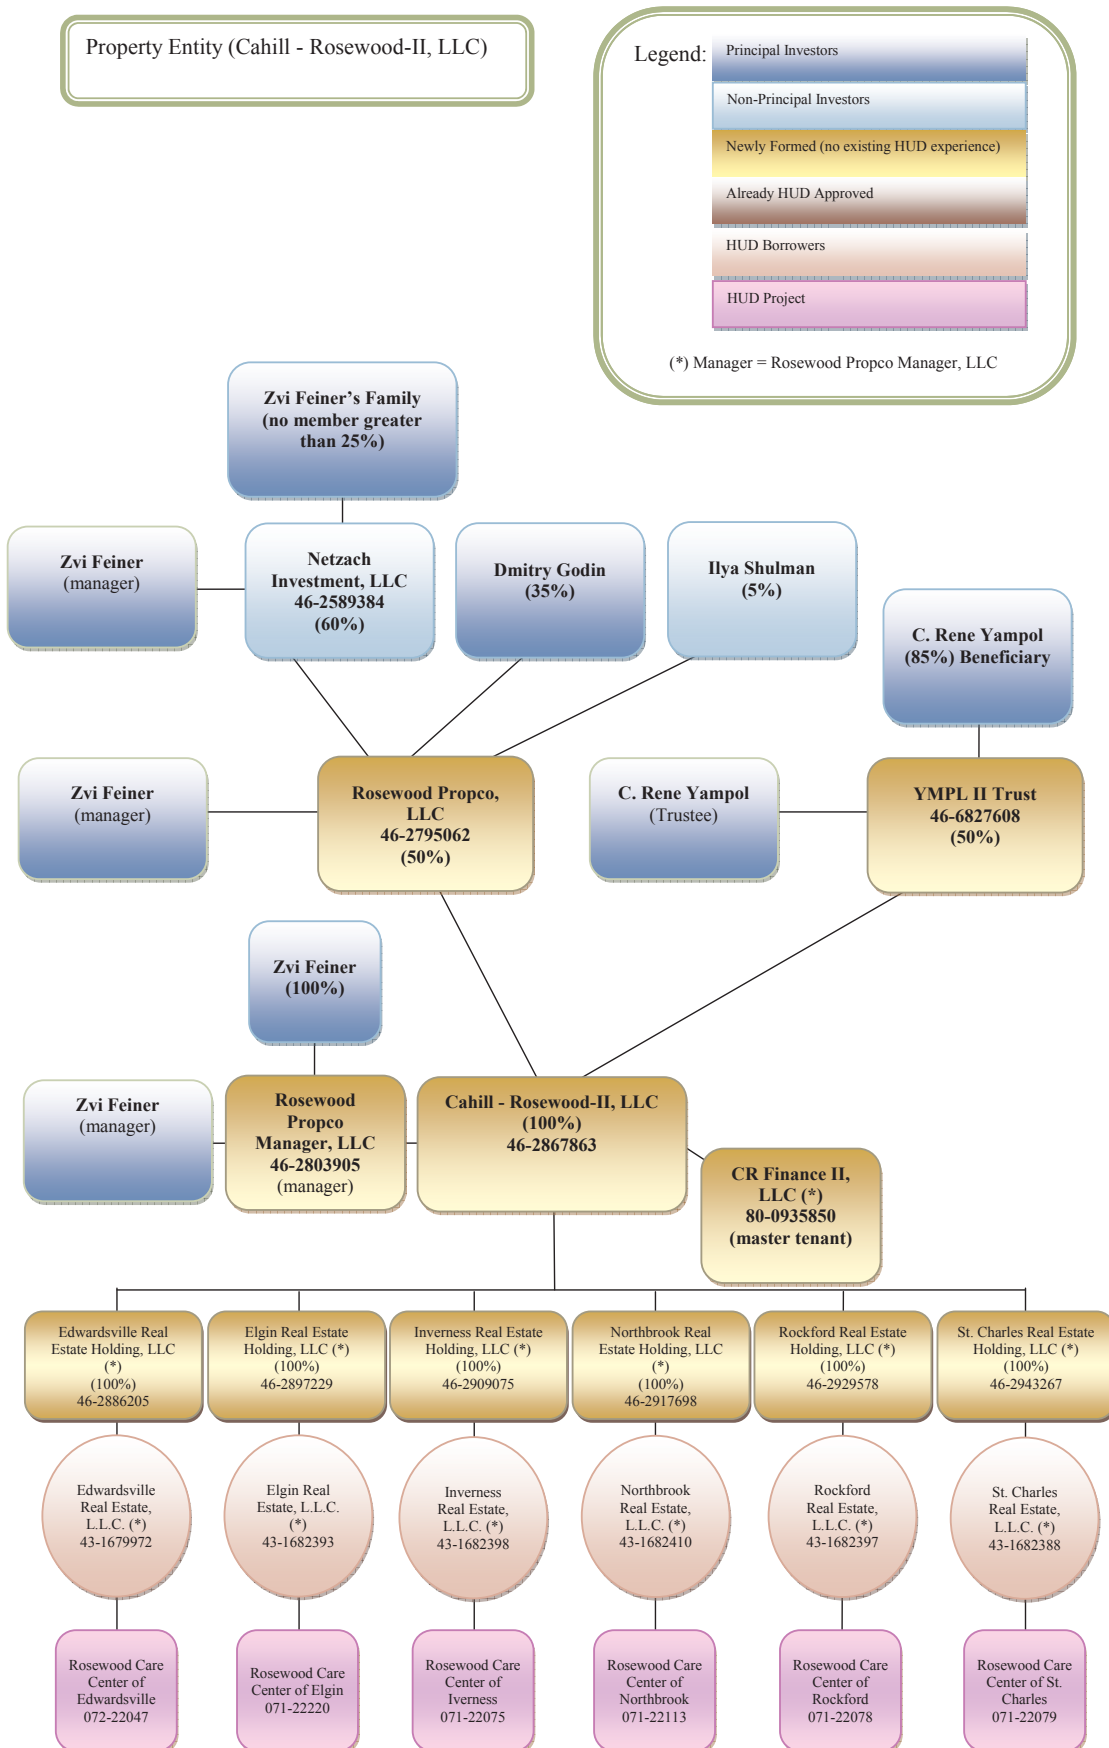 Property Entity (Cahill - Rosewood-II, LLC)
Legend:
Principal Investors
Non-Principal Investors
Newly Formed (no existing HUD experience)
Already HUD Approved
HUD Borrowers
HUD Project
(*) Manager = Rosewood Propco Manager, LLC
Zvi Feiner's Family
(no member greater
than 25%)
Zvi Feiner
(manager)
Netzach
Investment, LLC
46-2589384
(60%)
Dmitry Godin
(35%)
Ilya Shulman
(5%)
C. Rene Yampol
(85%) Beneficiary
Zvi Feiner
(manager)
Rosewood Propco,
LLC
46-2795062
(50%)
C. Rene Yampol
(Trustee)
YMPL II Trust
46-6827608
(50%)
Zvi Feiner
(100%)
Zvi Feiner
(manager)
Rosewood
Propco
Manager, LLC
46-2803905
(manager)
Cahill - Rosewood-II, LLC
(100%)
46-2867863
CR Finance II,
LLC (*)
80-0935850
(master tenant)
Edwardsville Real
Estate Holding, LLC
(*)
(100%)
46-2886205
Elgin Real Estate
Holding, LLC (*)
(100%)
46-2897229
Inverness Real Estate
Holding, LLC (*)
(100%)
46-2909075
Northbrook Real
Estate Holding, LLC
(*)
(100%)
46-2917698
Rockford Real Estate
Holding, LLC (*)
(100%)
46-2929578
St. Charles Real Estate
Holding, LLC (*)
(100%)
46-2943267
Edwardsville
Real Estate,
L.L.C. (*)
43-1679972
Elgin Real
Estate, L.L.C.
(*)
43-1682393
Inverness
Real Estate,
L.L.C. (*)
43-1682398
Northbrook
Real Estate,
L.L.C. (*)
43-1682410
Rockford
Real Estate,
L.L.C. (*)
43-1682397
St. Charles
Real Estate,
L.L.C. (*)
43-1682388
Rosewood Care
Center of
Edwardsville
072-22047
Rosewood Care
Center of Elgin
071-22220
Rosewood Care
Center of
Iverness
071-22075
Rosewood Care
Center of
Northbrook
071-22113
Rosewood Care
Center of
Rockford
071-22078
Rosewood Care
Center of St.
Charles
071-22079